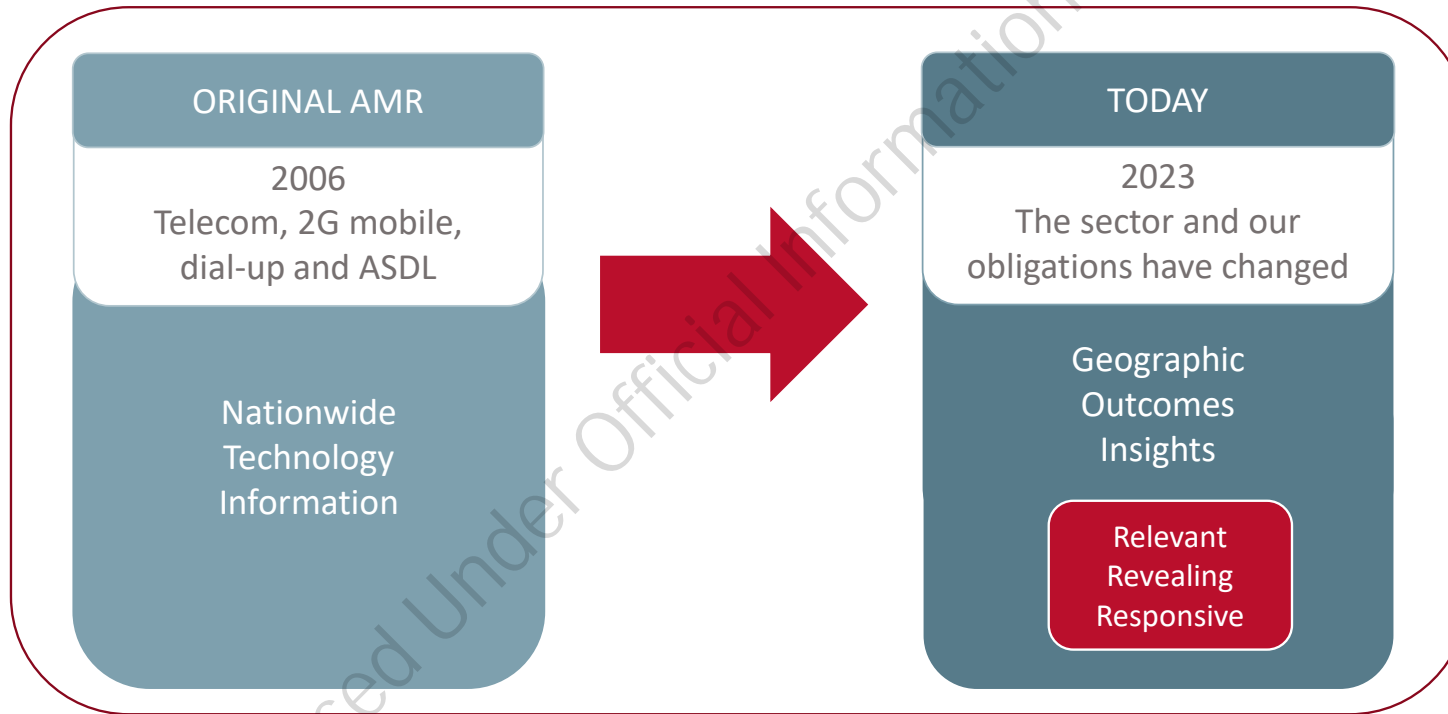 ORIGINAL AMR
2006
Telecom, 2G mobile,
dial-up and ASDL
Nationwide
Technology
Information
TODAY
2023
The sector and our
obligations have changed
Geographic
Outcomes
Insights
Relevant
Revealing
Responsive
Under Official Information